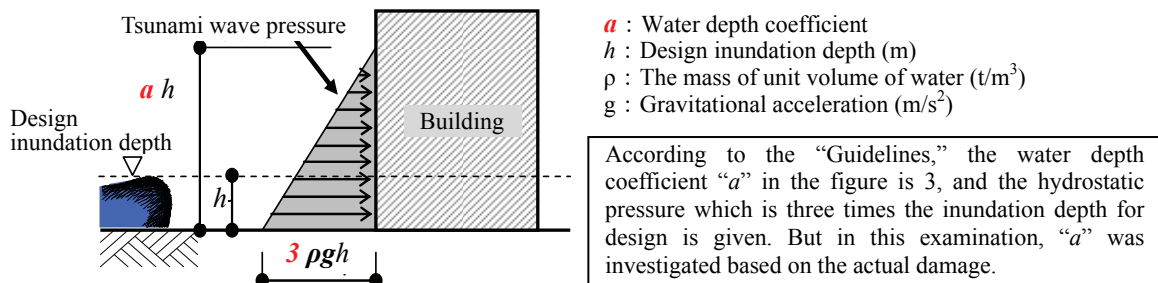 Tsunami wave pressure
a h
Design
inundation depth
h
Building
3 ρgh
a : Water depth coefficient
h : Design inundation depth (m)
ρ : The mass of unit volume of water (t/m³)
g : Gravitational acceleration (m/s²)
According to the “Guidelines,” the water depth
coefficient “a” in the figure is 3, and the hydrostatic
pressure which is three times the inundation depth for
design is given. But in this examination, “a” was
investigated based on the actual damage.